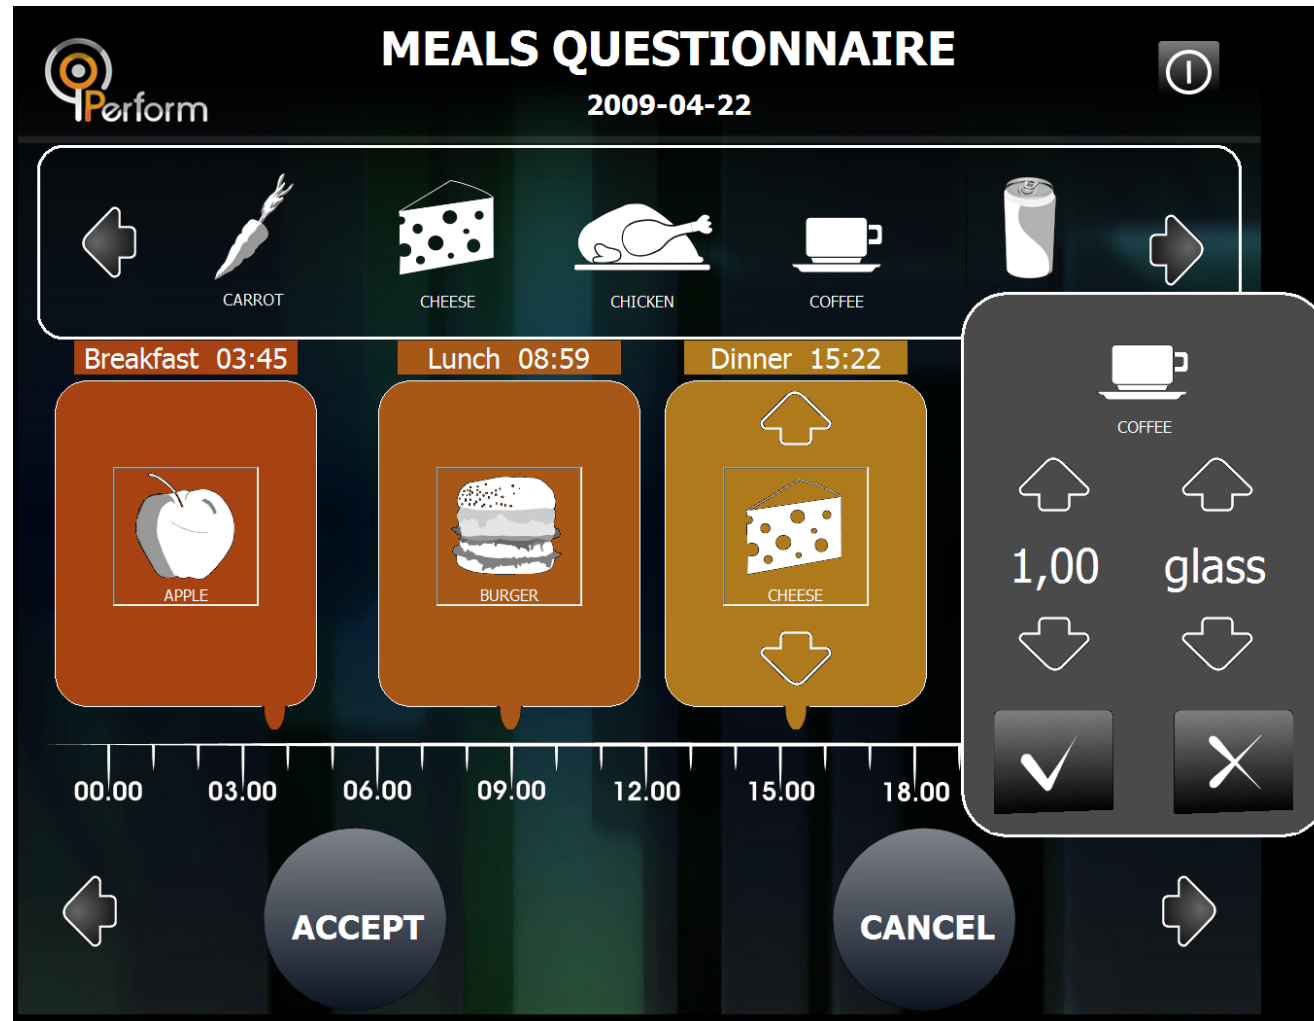 MEALS QUESTIONNAIRE
2009-04-22
Perform
CARROT
CHEESE
CHICKEN
COFFEE
Breakfast 03:45
Lunch 08:59
Dinner 15:22
APPLE
BURGER
CHEESE
COFFEE
1,00
glass
00.00
03.00
06.00
09.00
12.00
15.00
18.00
ACCEPT
CANCEL